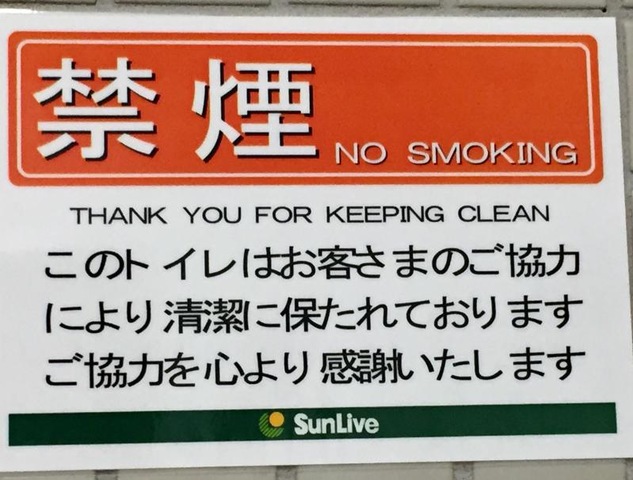 禁煙 NO SMOKING
THANK YOU FOR KEEPING CLEAN
このトイレはお客さまのご協力
により清潔に保たれております
ご協力を心より感謝いたします
SunLive